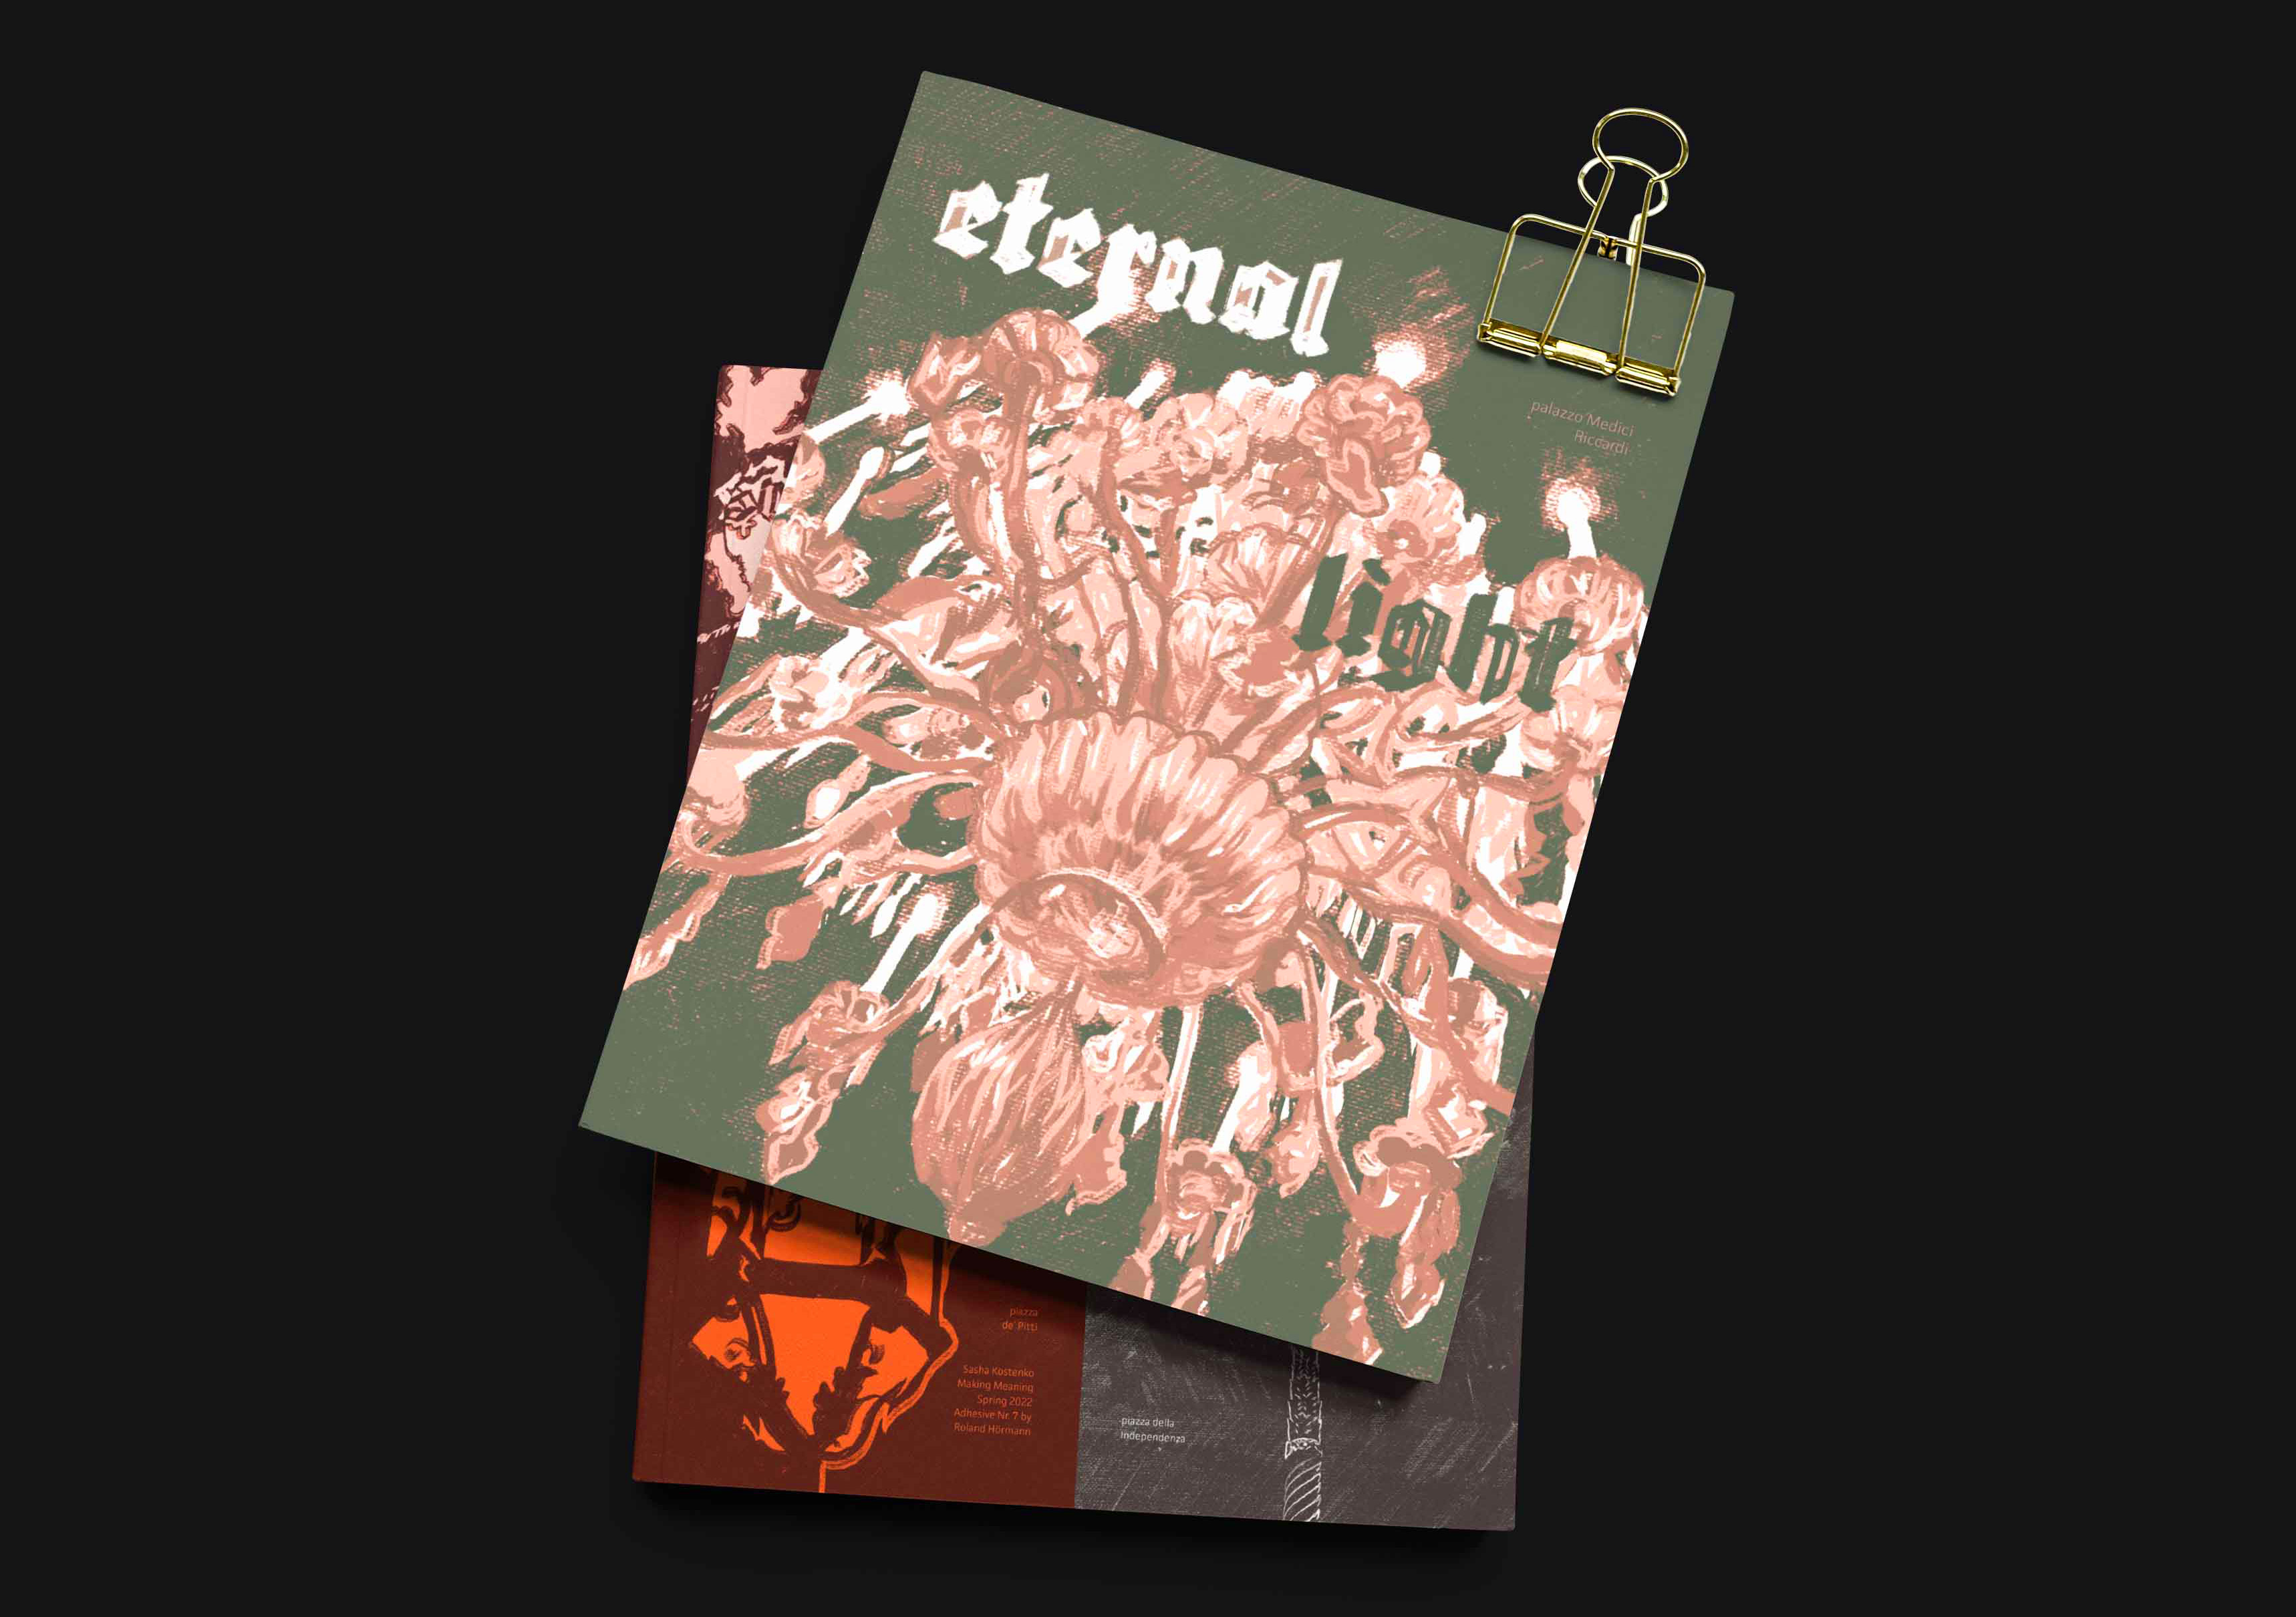 eternal
palazzo Medici
Riccardi
light
piazza
de' Pitti
Sasha Kostenko
Making Meaning
Spring 2022
Adhesive Nr. 7 by
Roland Hörmann
piazza della
Independenza